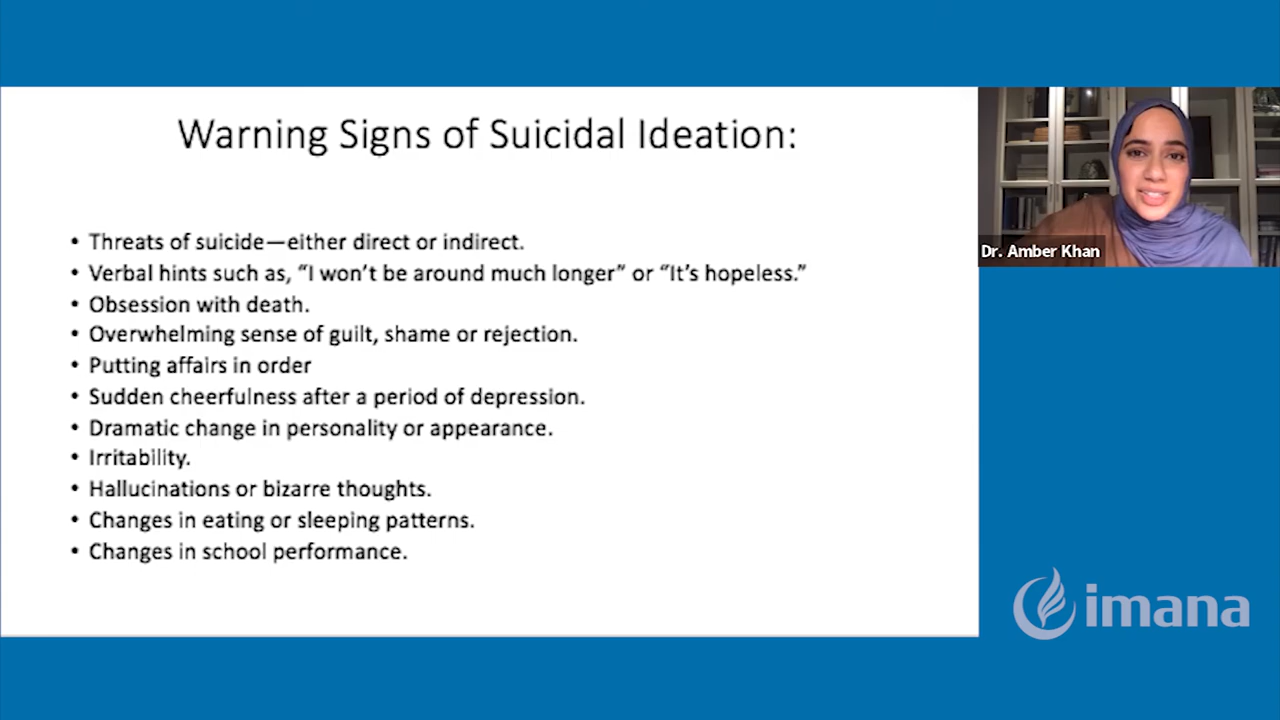 Warning Signs of Suicidal Ideation:
• Threats of suicide—either direct or indirect.
• Verbal hints such as, “I won’t be around much longer” or “It’s hopeless.”
• Obsession with death.
• Overwhelming sense of guilt, shame or rejection.
• Putting affairs in order
• Sudden cheerfulness after a period of depression.
• Dramatic change in personality or appearance.
• Irritability.
• Hallucinations or bizarre thoughts.
• Changes in eating or sleeping patterns.
• Changes in school performance.
Dr. Amber Khan
imana